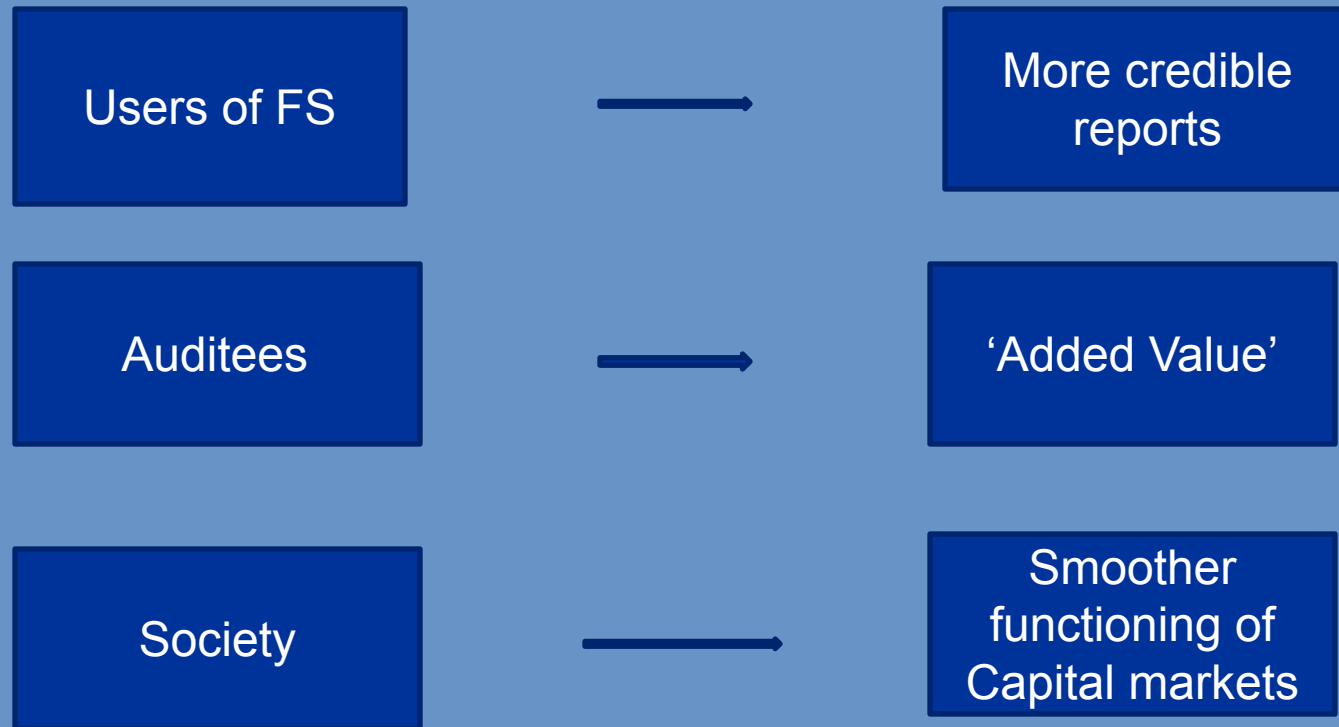 Users of FS
More credible
reports
Auditees
‘Added Value’
Society
Smoother
functioning of
Capital markets